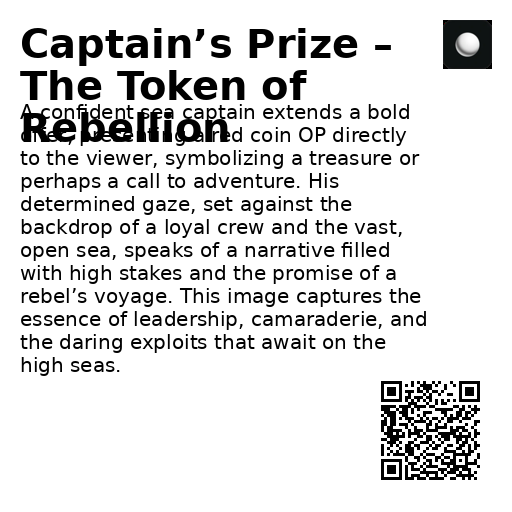 Captain’s Prize –
The Token of
Rebellion
A confident sea captain extends a bold
offer, presenting a red coin OP directly
to the viewer, symbolizing a treasure or
perhaps a call to adventure. His
determined gaze, set against the
backdrop of a loyal crew and the vast,
open sea, speaks of a narrative filled
with high stakes and the promise of a
rebel’s voyage. This image captures the
essence of leadership, camaraderie, and
the daring exploits that await on the
high seas.